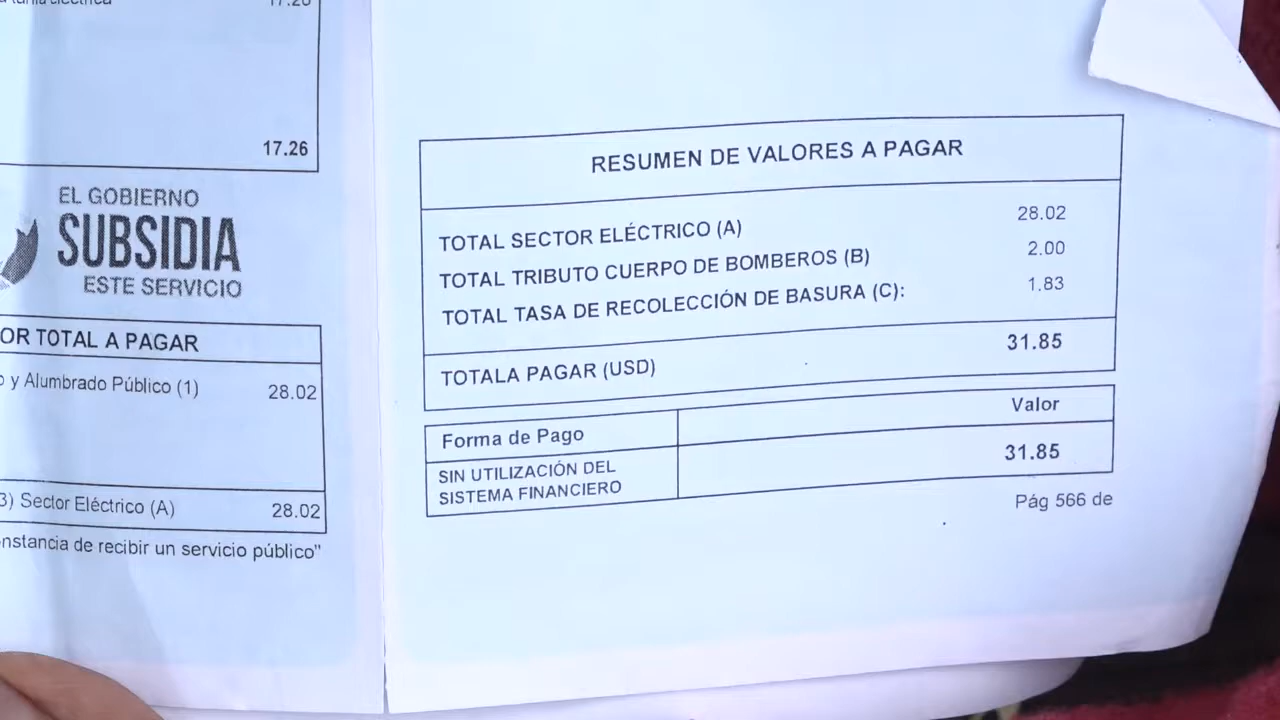 17.26
EL GOBIERNO
SUBSIDIA
ESTE SERVICIO
TOTAL A PAGAR
y Alumbrado Público (1) 28.02
Sector Eléctrico (A) 28.02
de recibir un servicio público"
RESUMEN DE VALORES A PAGAR
TOTAL SECTOR ELÉCTRICO (A) 28.02
TOTAL TRIBUTO CUERPO DE BOMBEROS (B) 2.00
TOTAL TASA DE RECOLECCIÓN DE BASURA (C): 1.83
TOTALA PAGAR (USD) 31.85
Forma de Pago Valor
SIN UTILIZACIÓN DEL
SISTEMA FINANCIERO 31.85
Pág 566 de